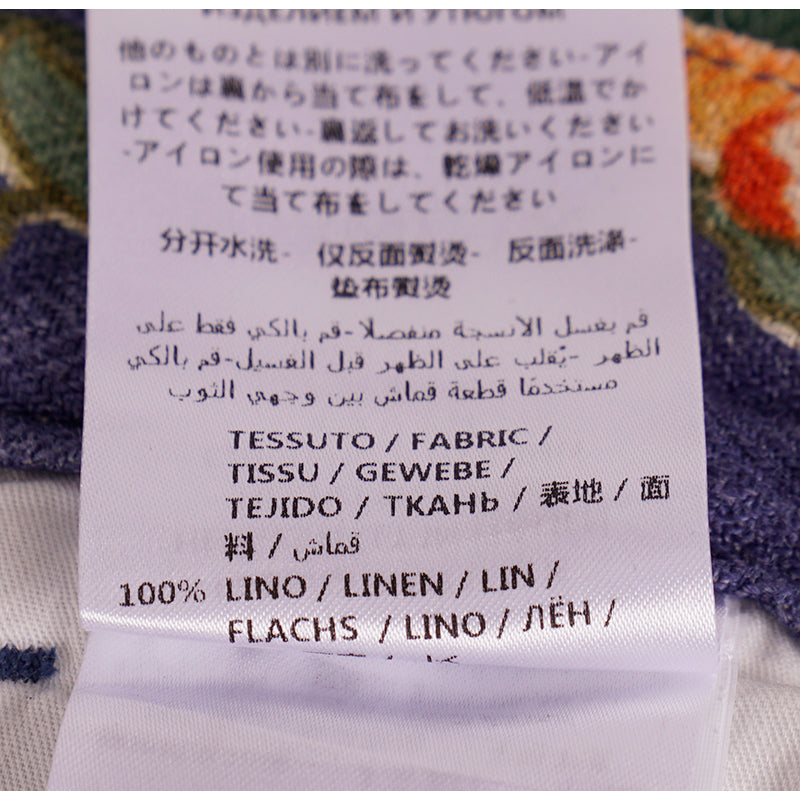 ИЗДЕЛИЕМ И УТЮГОМ
他のものとは別に洗ってください-アイ
ロンは裏から当て布をして、低温でか
けてください-裏返してお洗いください
-アイロン使用の際は、乾燥アイロンに
て当て布をしてください
分开水洗- 仅反面熨烫- 反面洗涤-
垫布熨烫
قم بغسل الأنسجة منفصلًا-قم بالكي فقط على
الظهر -يُقلب على الظهر قبل الغسيل-قم بالكي
مستخدمًا قطعة قماش بين وجهي الثوب
TESSUTO / FABRIC /
TISSU / GEWEBE /
TEJIDO / ТКАНЬ / 表地 / 面
料 / قماش
100% LINO / LINEN / LIN /
FLACHS / LINO / ЛЁН /